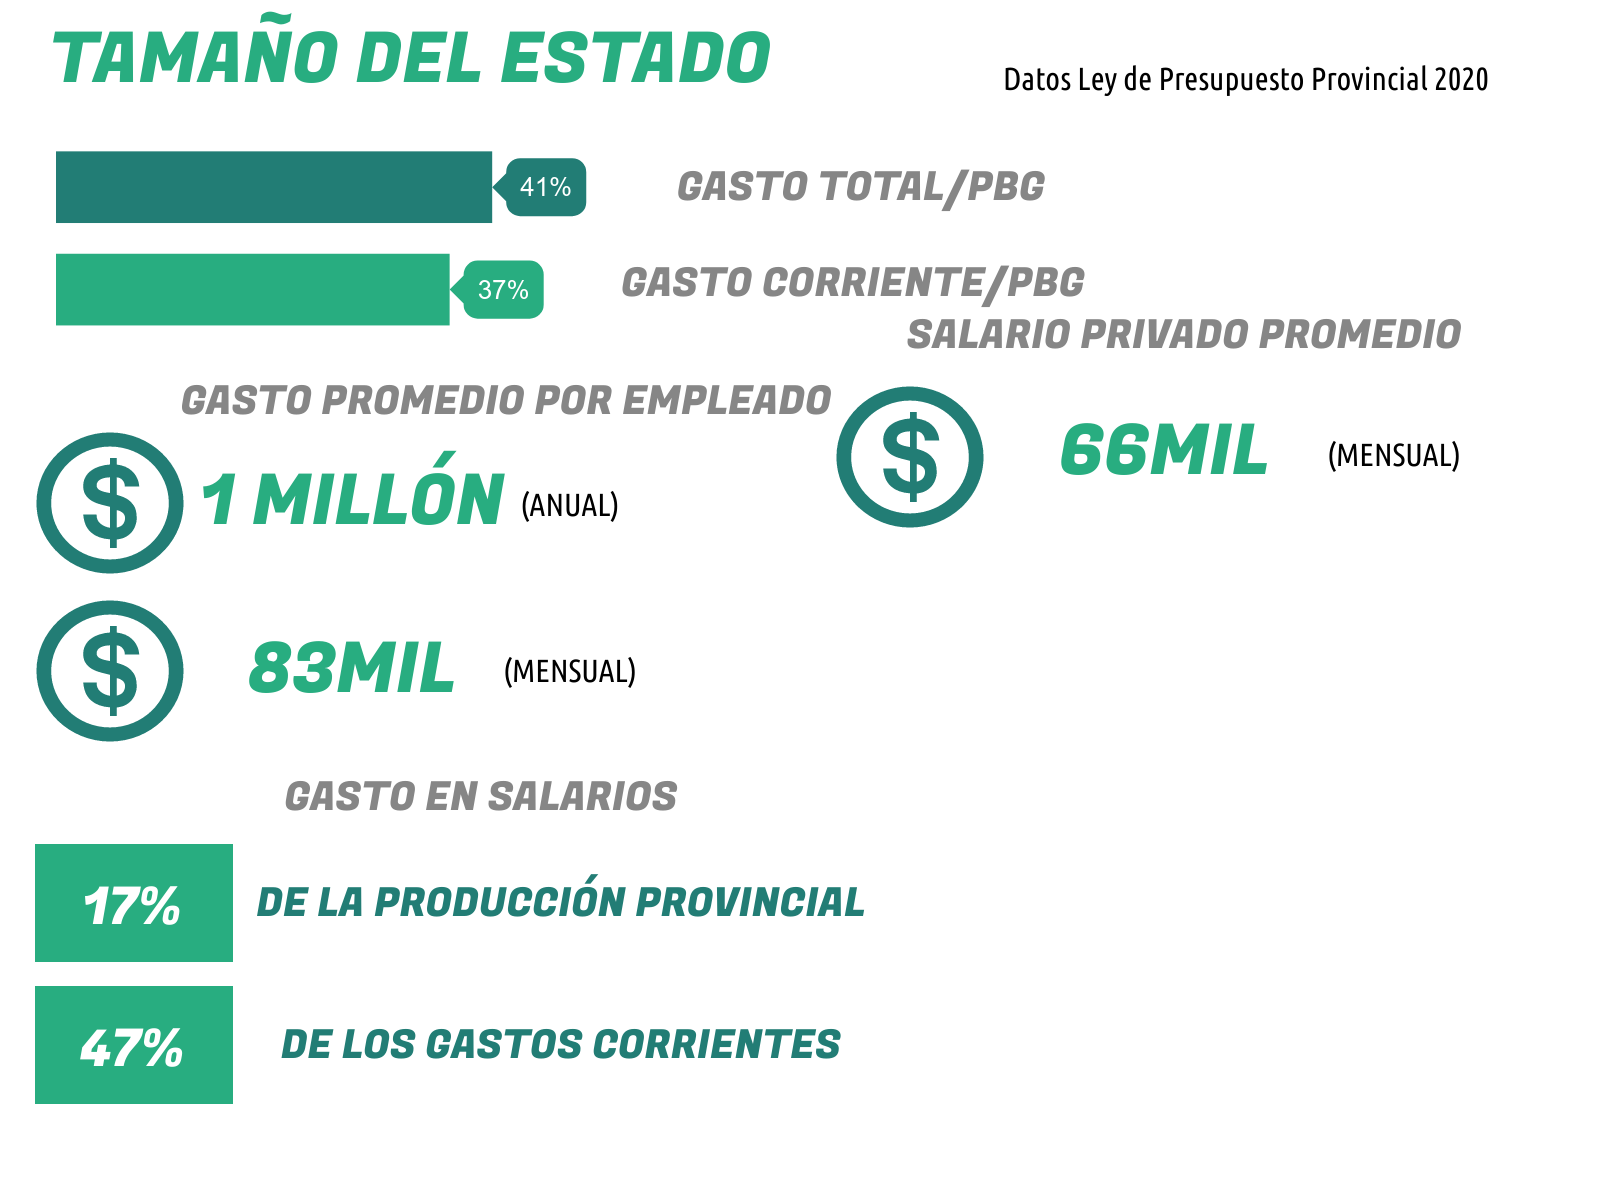 TAMAÑO DEL ESTADO
Datos Ley de Presupuesto Provincial 2020
41%
GASTO TOTAL/PBG
37%
GASTO CORRIENTE/PBG
SALARIO PRIVADO PROMEDIO
GASTO PROMEDIO POR EMPLEADO
$ 66MIL (MENSUAL)
$ 1 MILLÓN (ANUAL)
$ 83MIL (MENSUAL)
GASTO EN SALARIOS
17% DE LA PRODUCCIÓN PROVINCIAL
47% DE LOS GASTOS CORRIENTES